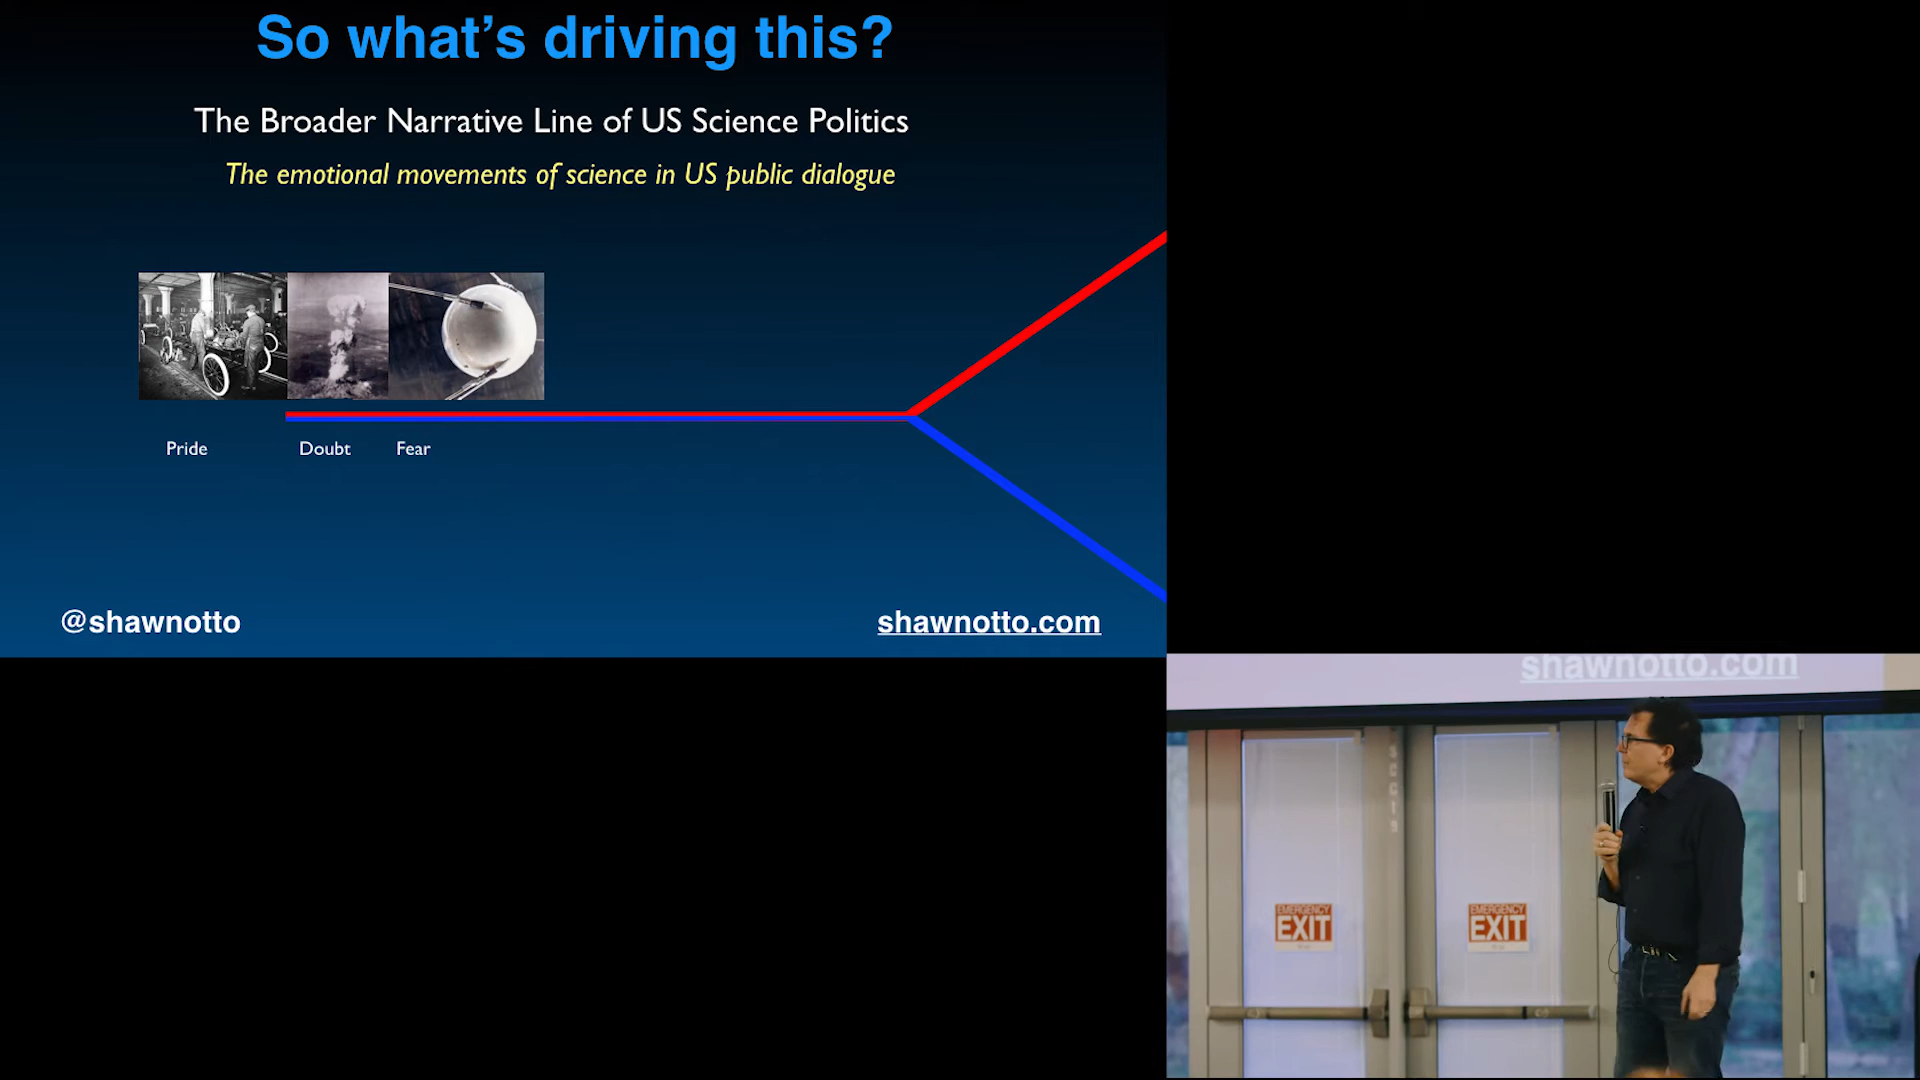 So what's driving this?
The Broader Narrative Line of US Science Politics
The emotional movements of science in US public dialogue
Pride
Doubt
Fear
@shawnotto
shawnotto.com
shawnotto.com
EMERGENCY
EXIT
EMERGENCY
EXIT